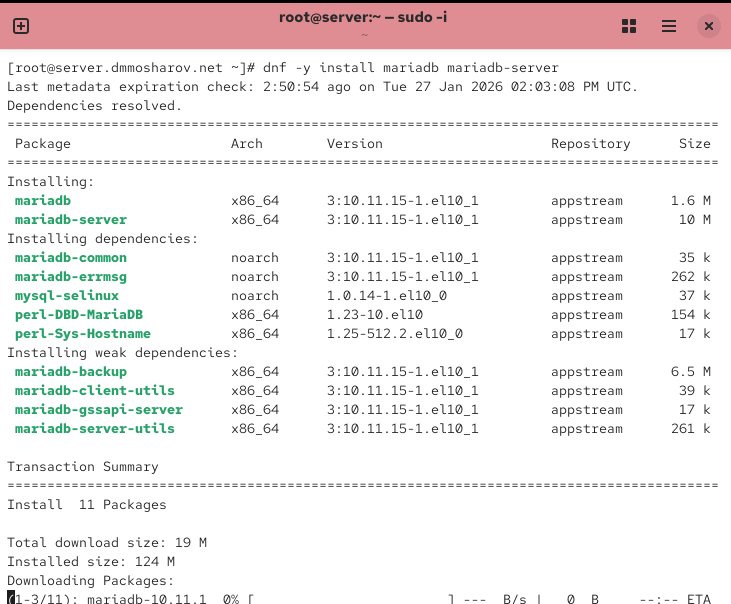 root@server:~ — sudo -i
~
[root@server.dmmosharov.net ~]# dnf -y install mariadb mariadb-server
Last metadata expiration check: 2:50:54 ago on Tue 27 Jan 2026 02:03:08 PM UTC.
Dependencies resolved.
================================================================================
Package Arch Version Repository Size
================================================================================
Installing:
mariadb x86_64 3:10.11.15-1.el10_1 appstream 1.6 M
mariadb-server x86_64 3:10.11.15-1.el10_1 appstream 10 M
Installing dependencies:
mariadb-common noarch 3:10.11.15-1.el10_1 appstream 35 k
mariadb-errmsg noarch 3:10.11.15-1.el10_1 appstream 262 k
mysql-selinux noarch 1.0.14-1.el10_0 appstream 37 k
perl-DBD-MariaDB x86_64 1.23-10.el10 appstream 154 k
perl-Sys-Hostname x86_64 1.25-512.2.el10_0 appstream 17 k
Installing weak dependencies:
mariadb-backup x86_64 3:10.11.15-1.el10_1 appstream 6.5 M
mariadb-client-utils x86_64 3:10.11.15-1.el10_1 appstream 39 k
mariadb-gssapi-server x86_64 3:10.11.15-1.el10_1 appstream 17 k
mariadb-server-utils x86_64 3:10.11.15-1.el10_1 appstream 261 k
Transaction Summary
================================================================================
Install 11 Packages
Total download size: 19 M
Installed size: 124 M
Downloading Packages:
(1-3/11): mariadb-10.11.1 0% [ ] --- B/s | 0 B --:-- ETA